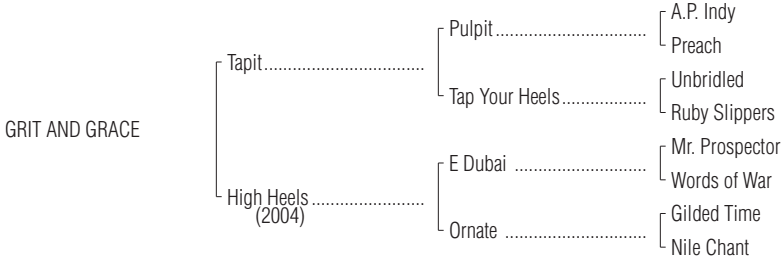 A.P. Indy
Pulpit
Preach
Tapit
Unbridled
Tap Your Heels
Ruby Slippers
GRIT AND GRACE
Mr. Prospector
E Dubai
Words of War
High Heels
(2004)
Gilded Time
Ornate
Nile Chant